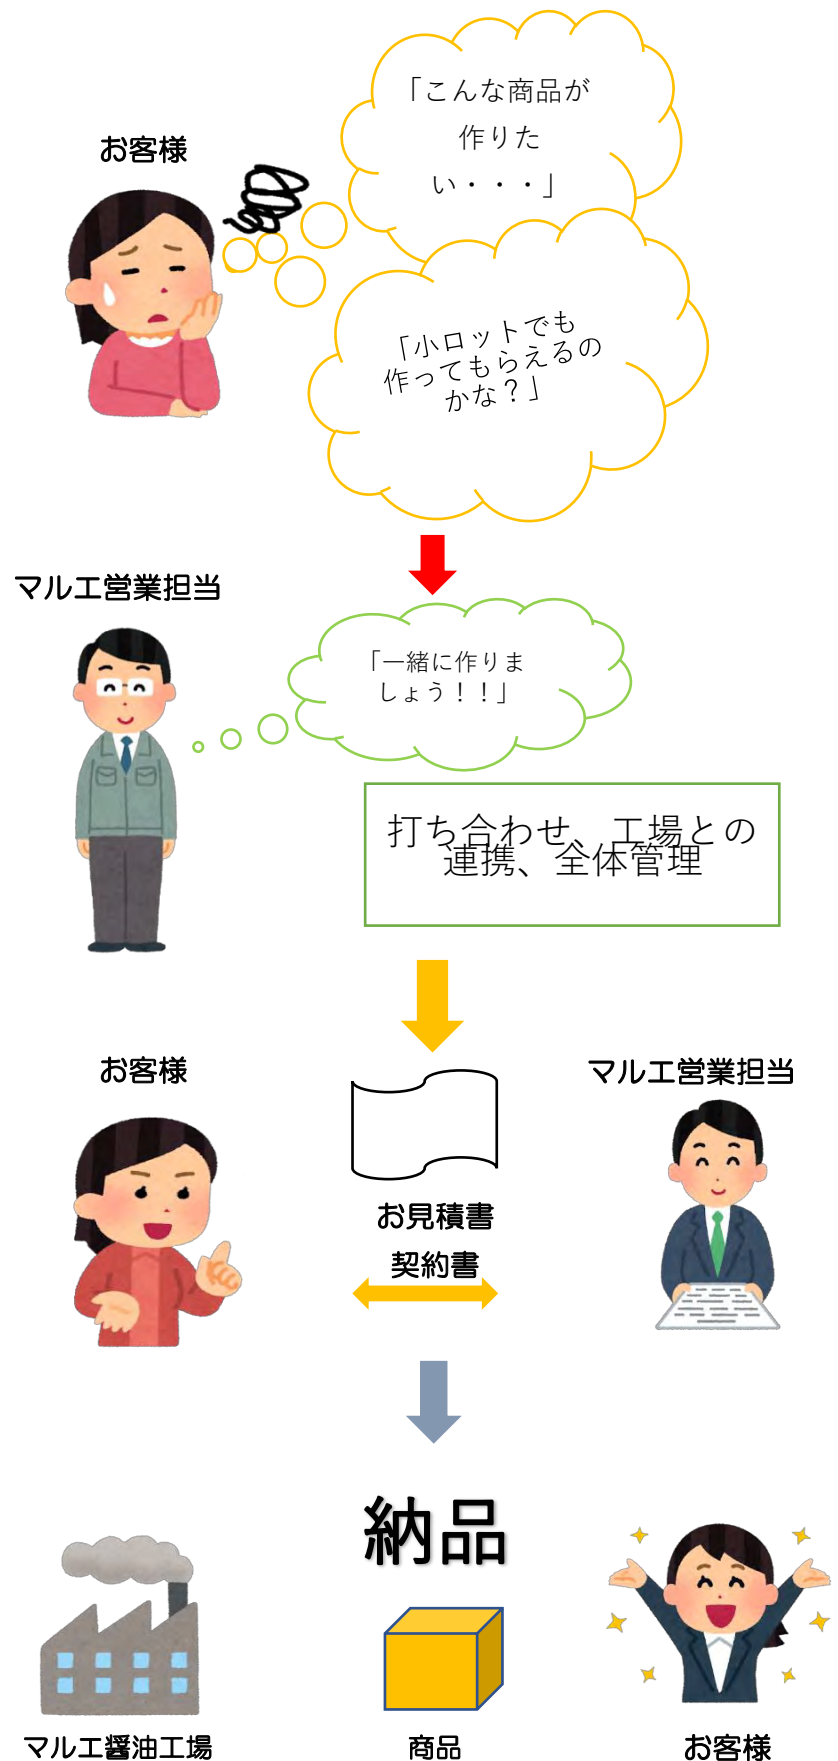 お客様
「こんな商品が
作りた
い・・・」
「小ロットでも
作ってもらえるの
かな？」
マルエ営業担当
「一緒に作りま
しょう！！」
打ち合わせ、工場との
連携、全体管理
お客様
マルエ営業担当
お見積書
契約書
納品
マルエ醤油工場
商品
お客様